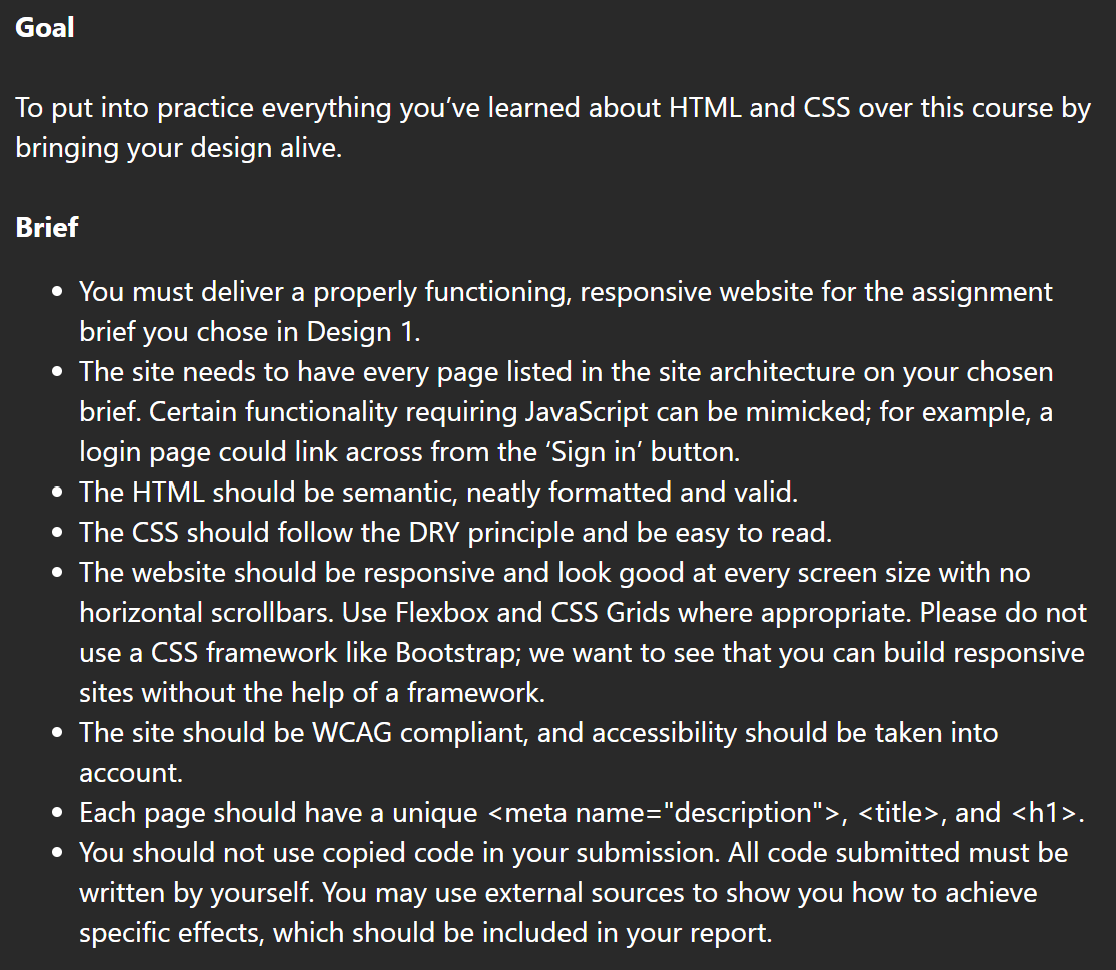 Goal
To put into practice everything you’ve learned about HTML and CSS over this course by
bringing your design alive.
Brief
• You must deliver a properly functioning, responsive website for the assignment
brief you chose in Design 1.
• The site needs to have every page listed in the site architecture on your chosen
brief. Certain functionality requiring JavaScript can be mimicked; for example, a
login page could link across from the ‘Sign in’ button.
• The HTML should be semantic, neatly formatted and valid.
• The CSS should follow the DRY principle and be easy to read.
• The website should be responsive and look good at every screen size with no
horizontal scrollbars. Use Flexbox and CSS Grids where appropriate. Please do not
use a CSS framework like Bootstrap; we want to see that you can build responsive
sites without the help of a framework.
• The site should be WCAG compliant, and accessibility should be taken into
account.
• Each page should have a unique <meta name="description">, <title>, and <h1>.
• You should not use copied code in your submission. All code submitted must be
written by yourself. You may use external sources to show you how to achieve
specific effects, which should be included in your report.